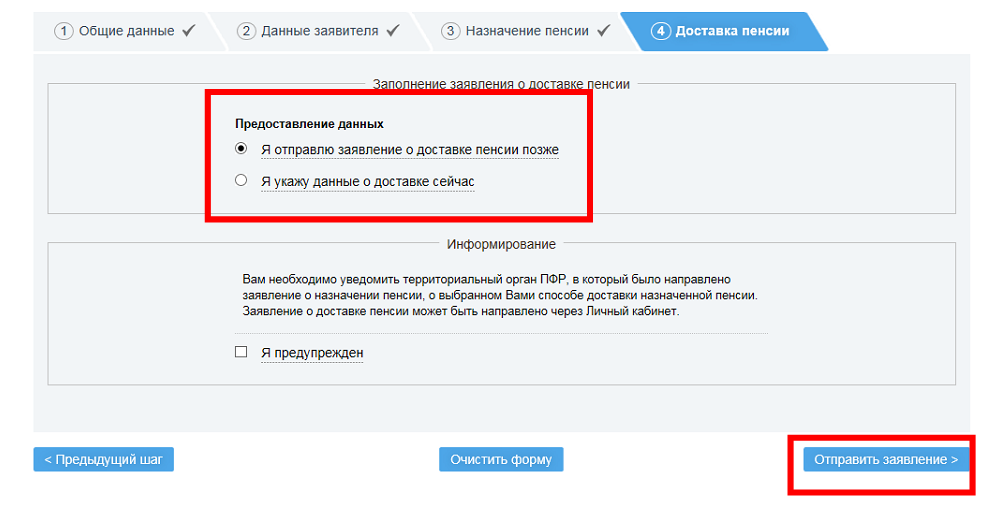 1 Общие данные ✓ 2 Данные заявителя ✓ 3 Назначение пенсии ✓ 4 Доставка пенсии
Заполнение заявления о доставке пенсии
Предоставление данных
Я отправлю заявление о доставке пенсии позже
Я укажу данные о доставке сейчас
Информирование
Вам необходимо уведомить территориальный орган ПФР, в который было направлено
заявление о назначении пенсии, о выбранном Вами способе доставки назначенной пенсии.
Заявление о доставке пенсии может быть направлено через Личный кабинет.
Я предупрежден
< Предыдущий шаг Очистить форму Отправить заявление >